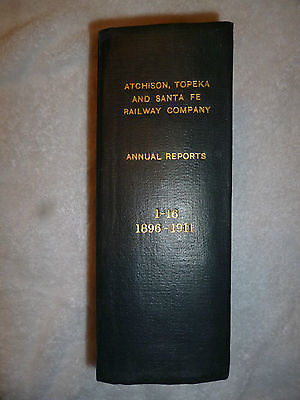 ATCHISON, TOPEKA
AND SANTA FE
RAILWAY COMPANY
ANNUAL REPORTS
1-16
1896-1911